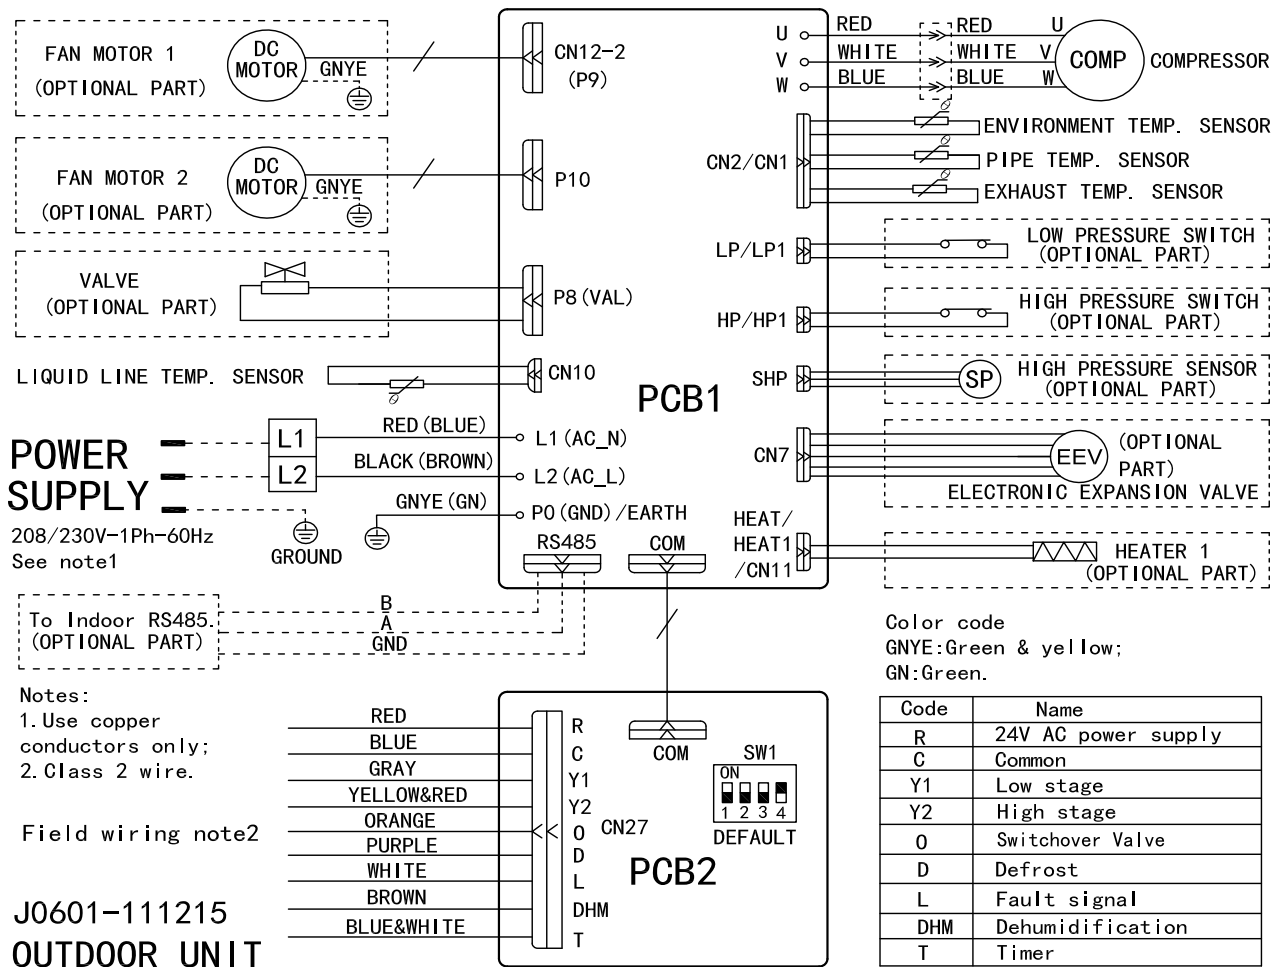 FAN MOTOR 1
(OPTIONAL PART)
DC
MOTOR
GNYE
CN12-2
(P9)
FAN MOTOR 2
(OPTIONAL PART)
DC
MOTOR
GNYE
P10
VALVE
(OPTIONAL PART)
P8(VAL)
LIQUID LINE TEMP. SENSOR
θ
CN10
PCB1
POWER
SUPPLY
208/230V-1Ph-60Hz
See note1
L1
L2
GROUND
RED(BLUE)
BLACK(BROWN)
GNYE(GN)
L1(AC_N)
L2(AC_L)
P0(GND)/EARTH
RS485
COM
U RED RED U
V WHITE WHITE V
W BLUE BLUE W
COMP
COMPRESSOR
CN2/CN1
θ
ENVIRONMENT TEMP. SENSOR
θ
PIPE TEMP. SENSOR
θ
EXHAUST TEMP. SENSOR
LP/LP1
LOW PRESSURE SWITCH
(OPTIONAL PART)
HP/HP1
HIGH PRESSURE SWITCH
(OPTIONAL PART)
SHP
SP
HIGH PRESSURE SENSOR
(OPTIONAL PART)
CN7
EEV
(OPTIONAL
PART)
ELECTRONIC EXPANSION VALVE
HEAT/
HEAT1
/CN11
HEATER 1
(OPTIONAL PART)
To Indoor RS485.
(OPTIONAL PART)
B
A
GND
Notes:
1.Use copper
conductors only;
2.Class 2 wire.
Field wiring note2
J0601-111215
OUTDOOR UNIT
RED R
BLUE C
GRAY Y1
YELLOW&RED Y2
ORANGE O
PURPLE D
WHITE L
BROWN DHM
BLUE&WHITE T
CN27
COM
SW1
ON
1 2 3 4
DEFAULT
PCB2
Color code
GNYE:Green & yellow;
GN:Green.
Code Name
R 24V AC power supply
C Common
Y1 Low stage
Y2 High stage
O Switchover Valve
D Defrost
L Fault signal
DHM Dehumidification
T Timer